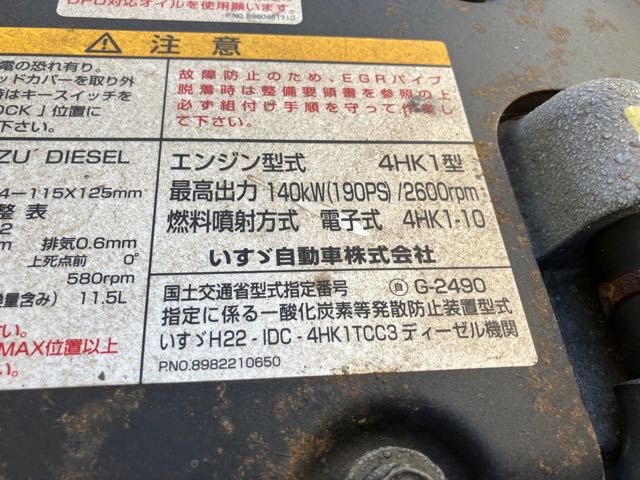 DPD対応オイルを使用願います。
P.NO.8980481210
注意
電の恐れ有り。
ッドカバーを取り外
時はキースイッチを
OCK」位置に
て下さい。
故障防止のため、EGRパイプ
脱着時は整備要領書を参照の上
必ず組付け手順を守って作業し
て下さい。
ZU DIESEL
4-115X125mm
整表
2
m 排気0.6mm
上死点前 0°
580rpm
量含み) 11.5L
さい。
MAX位置以上
エンジン型式 4HK1型
最高出力 140kW(190PS)/2600rpm
燃料噴射方式 電子式 4HK1-10
いすゞ自動車株式会社
国土交通省型式指定番号 自 G-2490
指定に係る一酸化炭素等発散防止装置型式
いすゞH22-IDC-4HK1TCC3ディーゼル機関
P.NO.8982210650